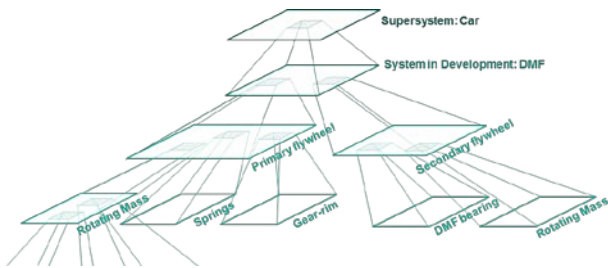 Supersystem: Car
System in Development: DMF
Primary flywheel
Secondary flywheel
Rotating Mass
Springs
Gear-rim
DMF bearing
Rotating Mass